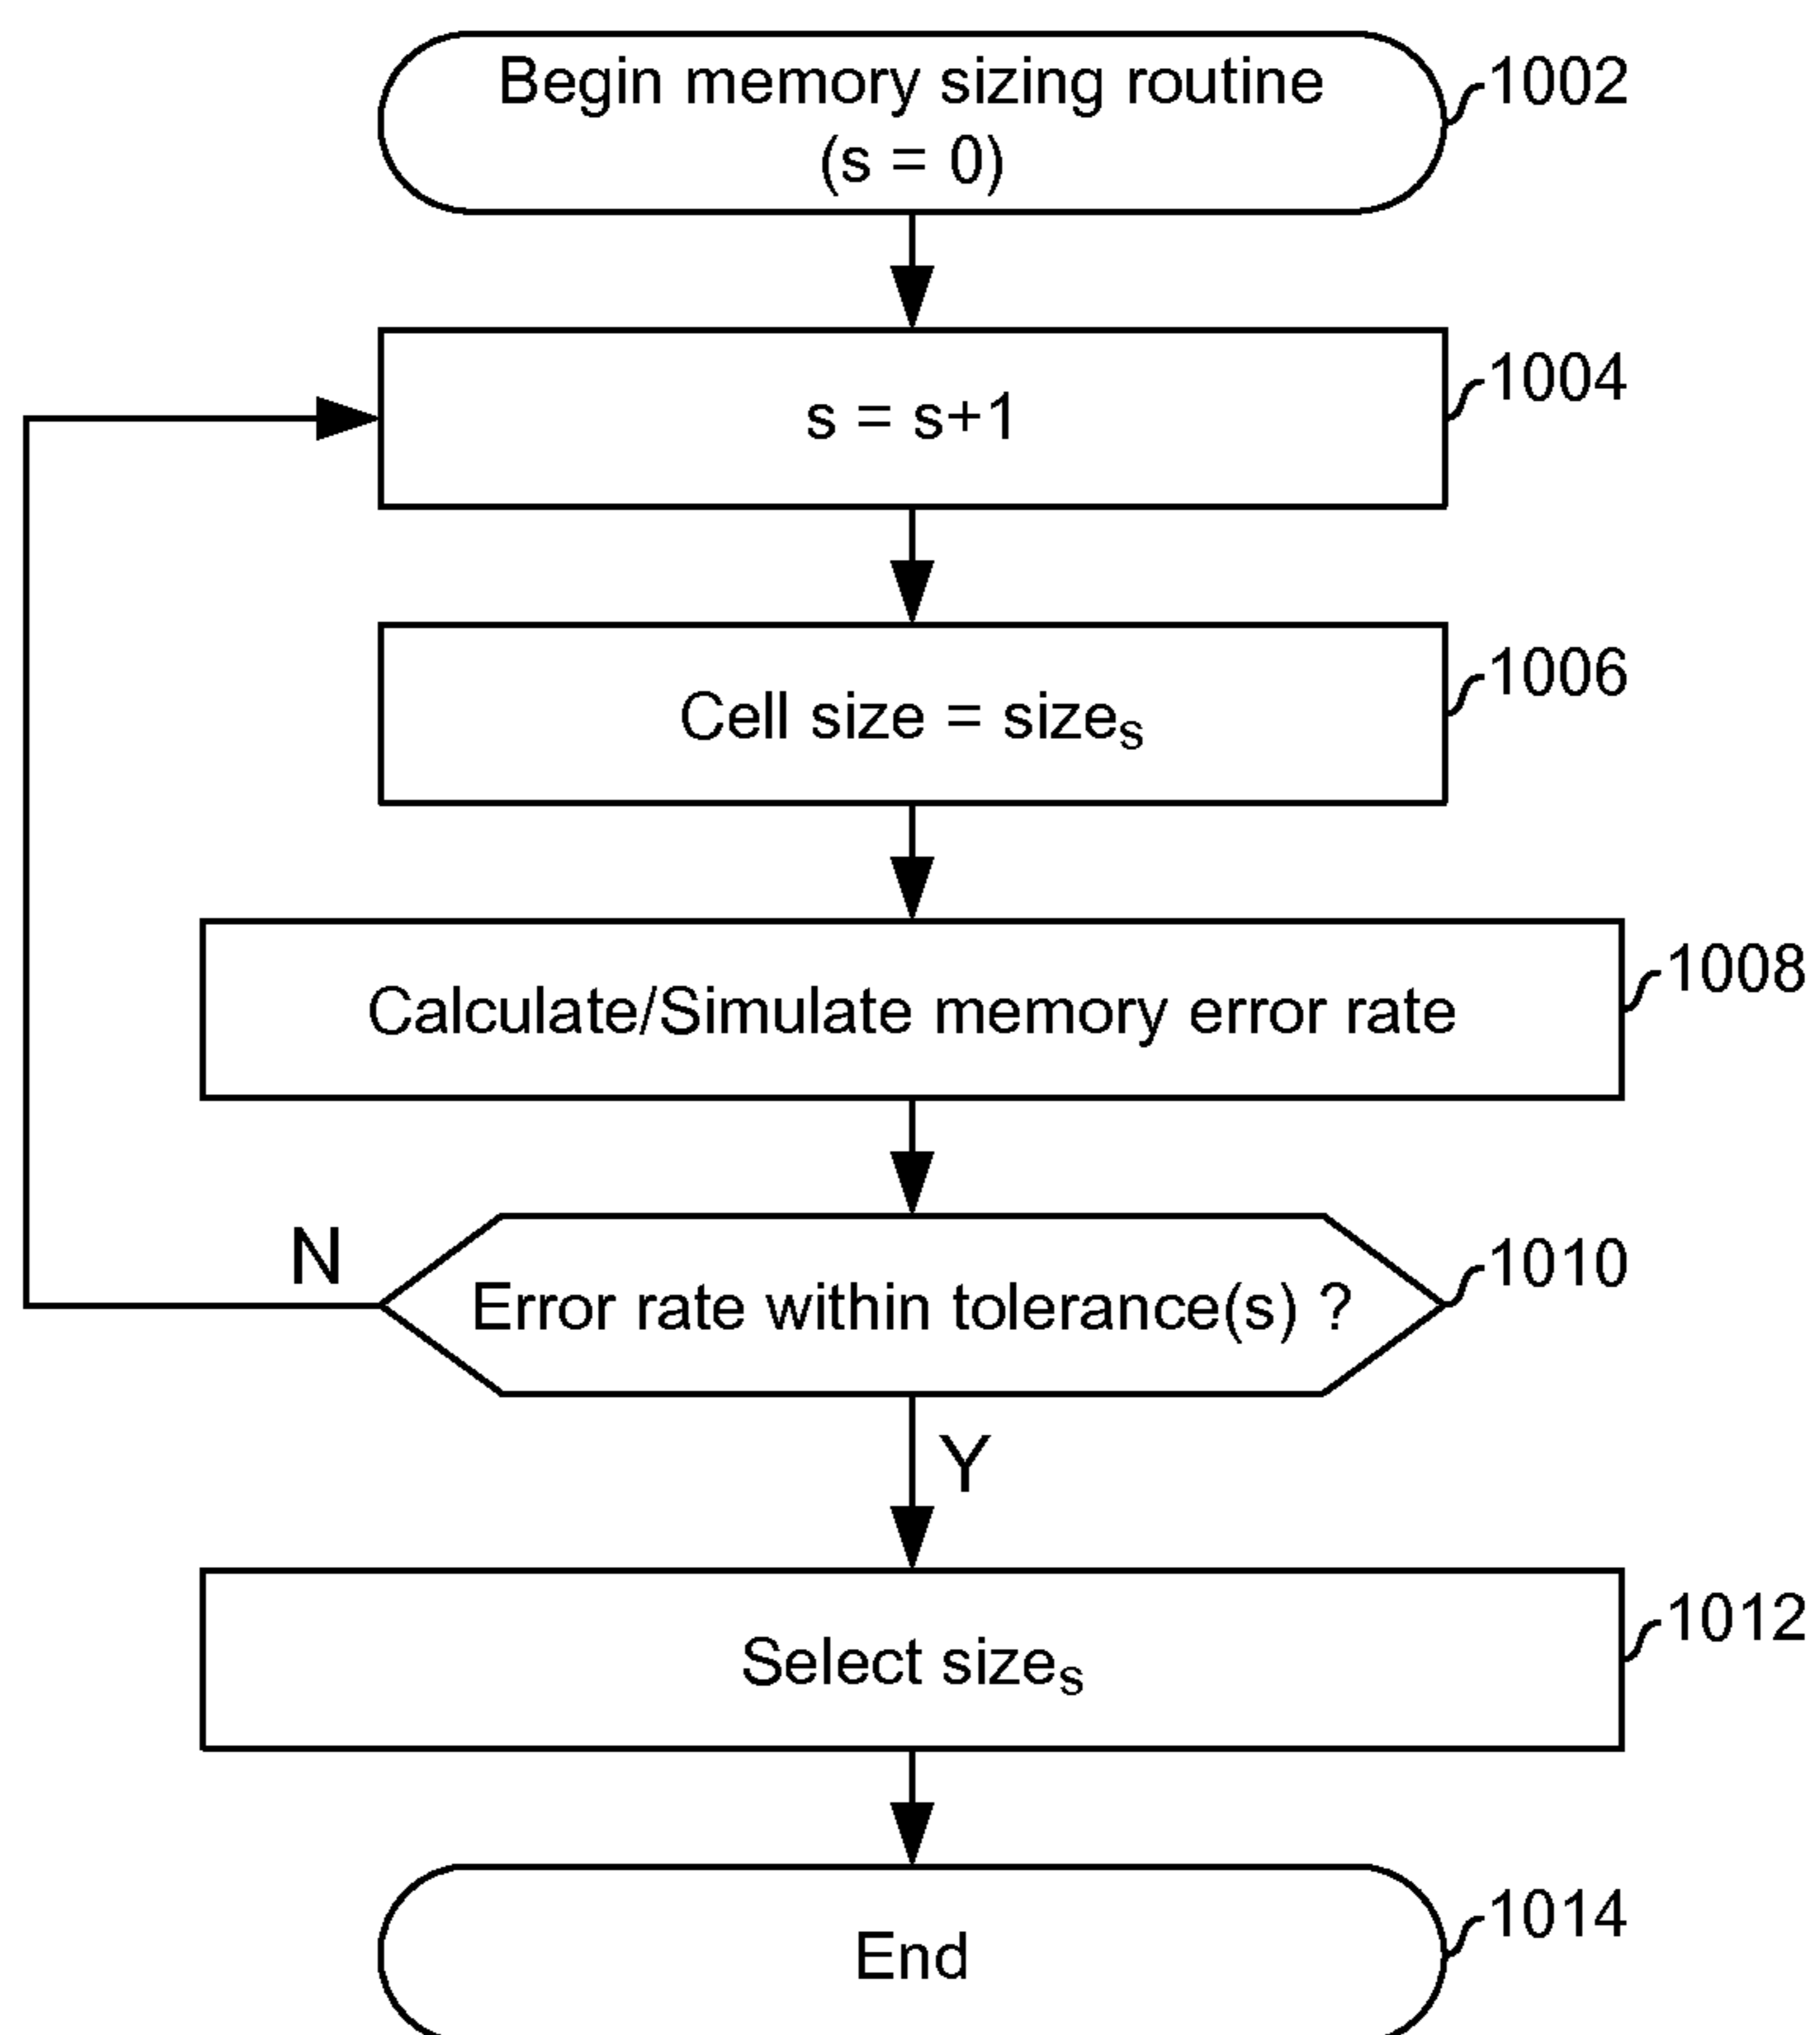 Begin memory sizing routine
(s = 0)
1002
s = s+1
1004
Cell size = sizes
1006
Calculate/Simulate memory error rate
1008
N
Error rate within tolerance(s) ?
1010
Y
Select sizes
1012
End
1014